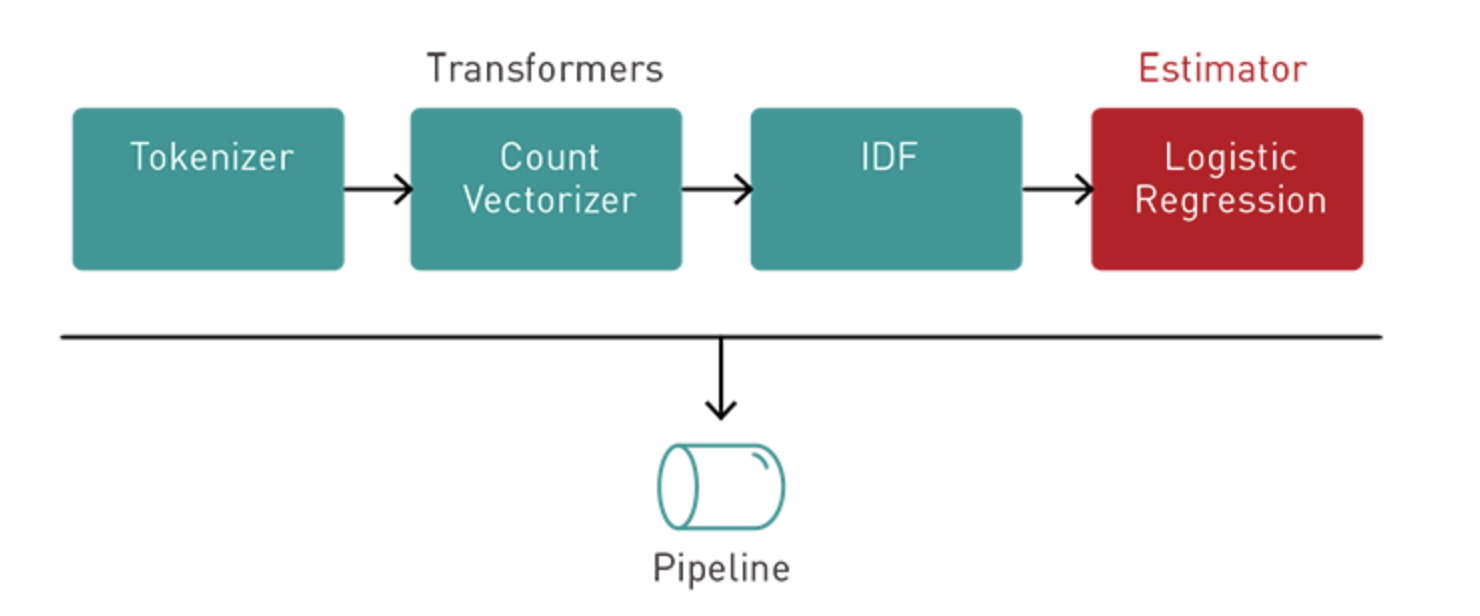 Transformers
Estimator
Tokenizer
Count
Vectorizer
IDF
Logistic
Regression
Pipeline